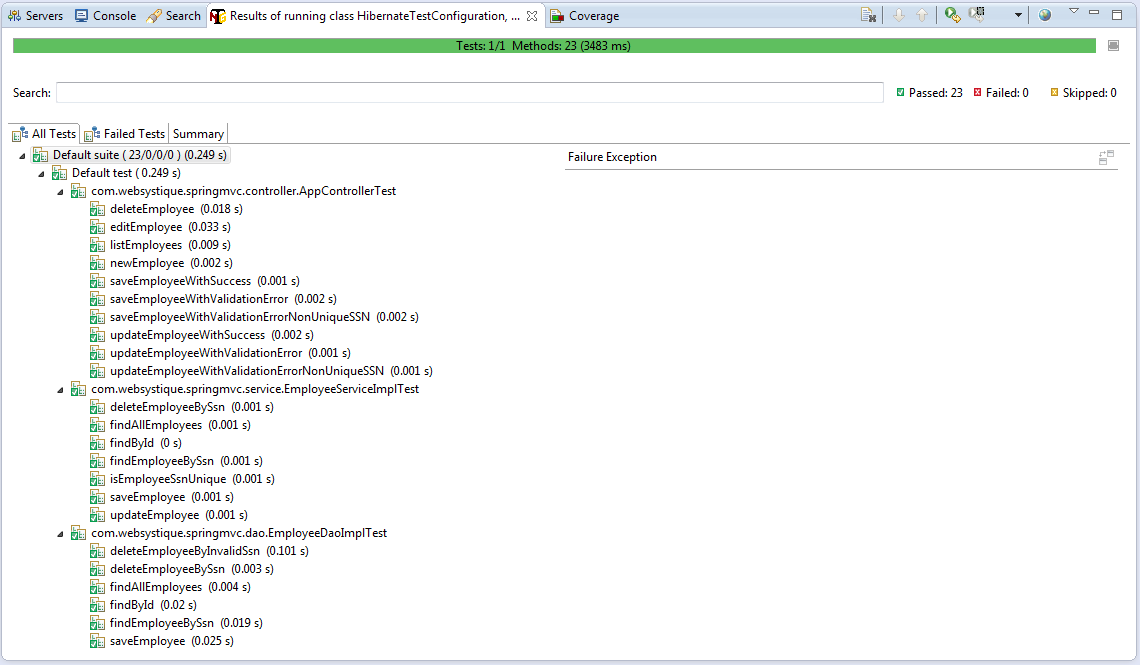 Servers Console Search Results of running class HibernateTestConfiguration, ... Coverage
Tests: 1/1 Methods: 23 (3483 ms)
Search: Passed: 23 Failed: 0 Skipped: 0
All Tests Failed Tests Summary
Default suite ( 23/0/0/0 ) (0.249 s) Failure Exception
Default test ( 0.249 s)
com.websystique.springmvc.controller.AppControllerTest
deleteEmployee (0.018 s)
editEmployee (0.033 s)
listEmployees (0.009 s)
newEmployee (0.002 s)
saveEmployeeWithSuccess (0.001 s)
saveEmployeeWithValidationError (0.002 s)
saveEmployeeWithValidationErrorNonUniqueSSN (0.002 s)
updateEmployeeWithSuccess (0.002 s)
updateEmployeeWithValidationError (0.001 s)
updateEmployeeWithValidationErrorNonUniqueSSN (0.001 s)
com.websystique.springmvc.service.EmployeeServiceImplTest
deleteEmployeeBySsn (0.001 s)
findAllEmployees (0.001 s)
findById (0 s)
findEmployeeBySsn (0.001 s)
isEmployeeSsnUnique (0.001 s)
saveEmployee (0.001 s)
updateEmployee (0.001 s)
com.websystique.springmvc.dao.EmployeeDaoImplTest
deleteEmployeeByInvalidSsn (0.101 s)
deleteEmployeeBySsn (0.003 s)
findAllEmployees (0.004 s)
findById (0.02 s)
findEmployeeBySsn (0.019 s)
saveEmployee (0.025 s)